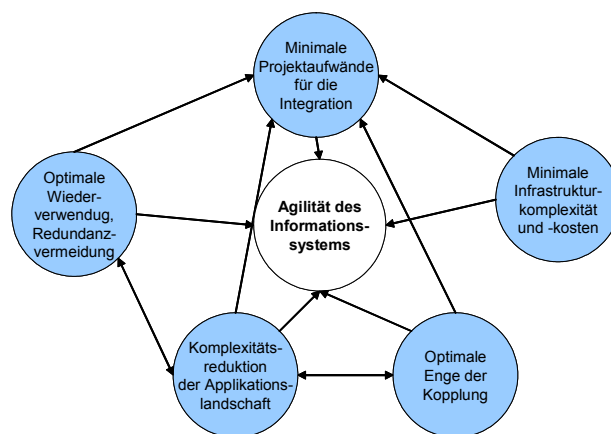 Minimale
Projektaufwände
für die
Integration
Optimale
Wieder-
verwendug,
Redundanz-
vermeidung
Agilität des
Informations-
systems
Minimale
Infrastruktur-
komplexität
und -kosten
Komplexitäts-
reduktion
der Applikations-
landschaft
Optimale
Enge der
Kopplung